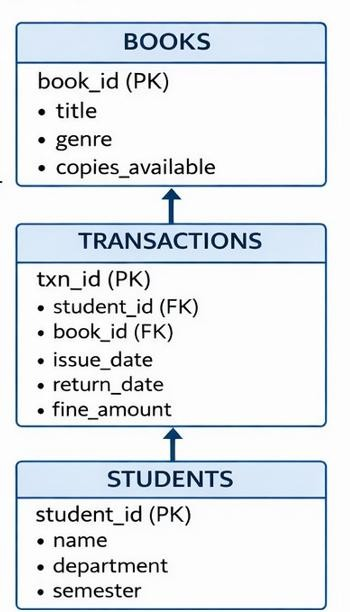 BOOKS
book_id (PK)
• title
• genre
• copies_available
TRANSACTIONS
txn_id (PK)
• student_id (FK)
• book_id (FK)
• issue_date
• return_date
• fine_amount
STUDENTS
student_id (PK)
• name
• department
• semester